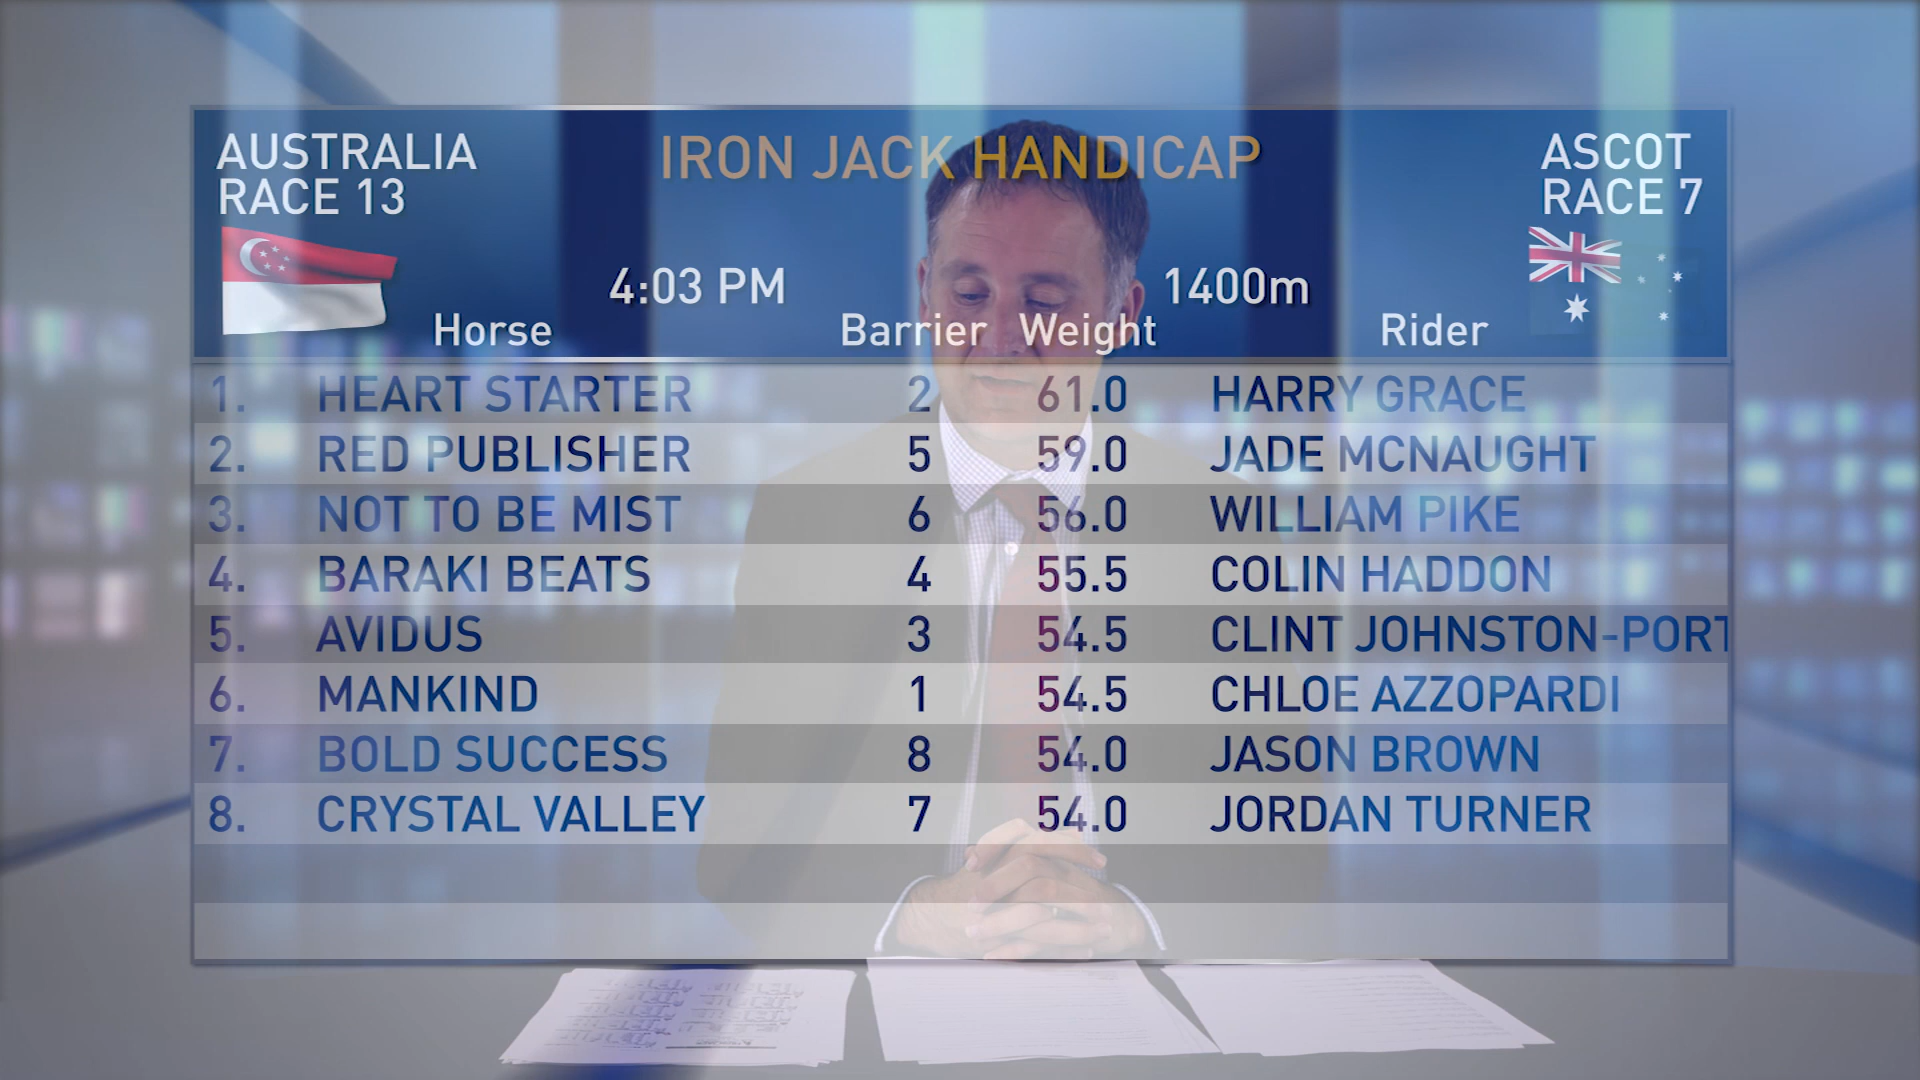 AUSTRALIA
RACE 13
IRON JACK HANDICAP
ASCOT
RACE 7
4:03 PM 1400m
Horse Barrier Weight Rider
1. HEART STARTER 2 61.0 HARRY GRACE
2. RED PUBLISHER 5 59.0 JADE MCNAUGHT
3. NOT TO BE MIST 6 56.0 WILLIAM PIKE
4. BARAKI BEATS 4 55.5 COLIN HADDON
5. AVIDUS 3 54.5 CLINT JOHNSTON-PORT
6. MANKIND 1 54.5 CHLOE AZZOPARDI
7. BOLD SUCCESS 8 54.0 JASON BROWN
8. CRYSTAL VALLEY 7 54.0 JORDAN TURNER